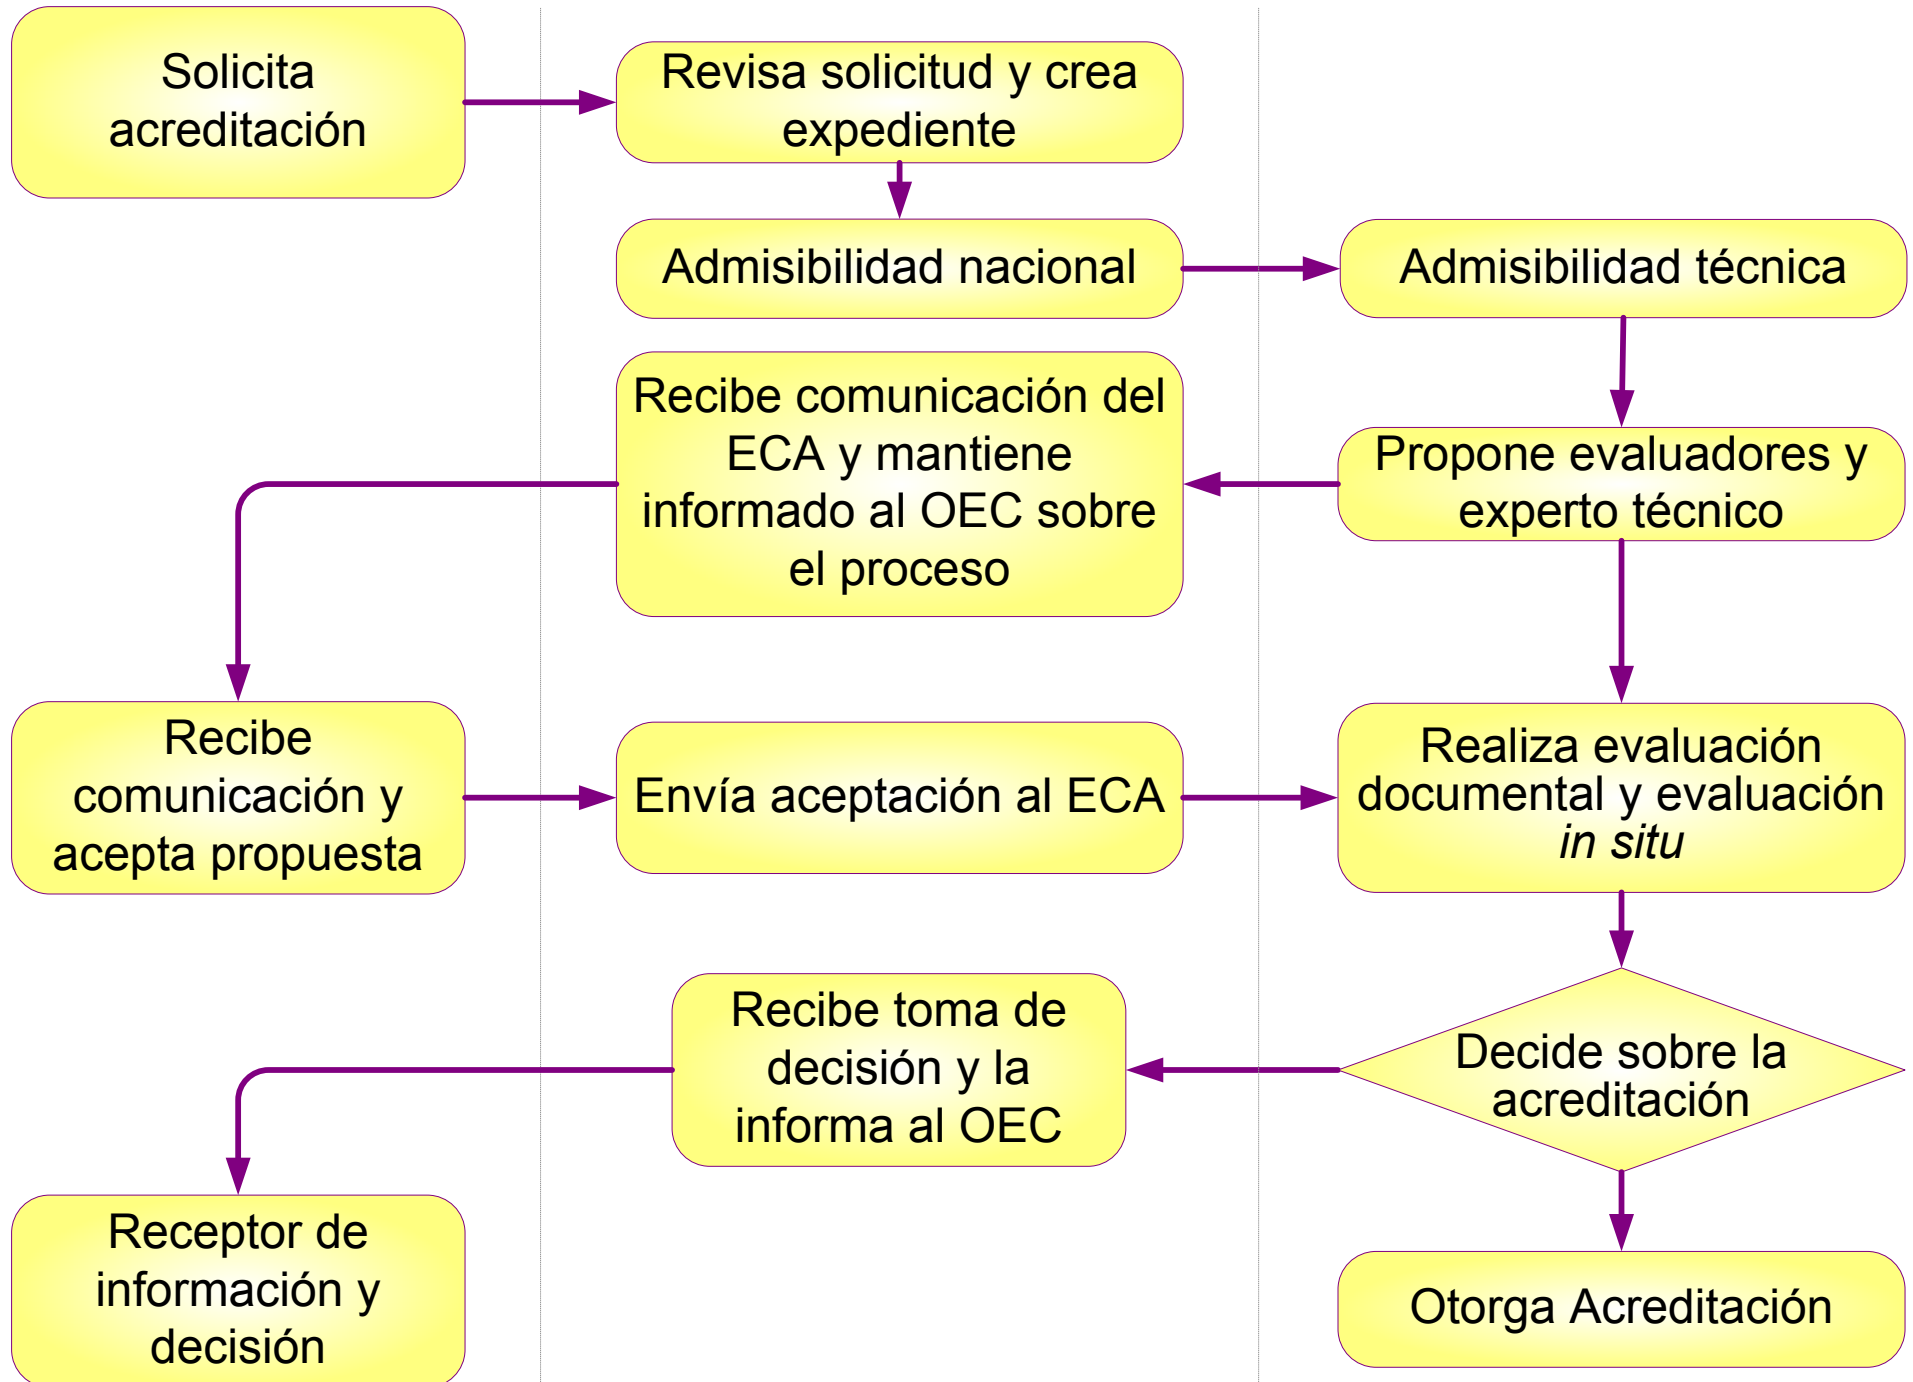 Solicita
acreditación
Revisa solicitud y crea
expediente
Admisibilidad nacional
Admisibilidad técnica
Recibe comunicación del
ECA y mantiene
informado al OEC sobre
el proceso
Propone evaluadores y
experto técnico
Recibe
comunicación y
acepta propuesta
Envía aceptación al ECA
Realiza evaluación
documental y evaluación
in situ
Recibe toma de
decisión y la
informa al OEC
Decide sobre la
acreditación
Receptor de
información y
decisión
Otorga Acreditación